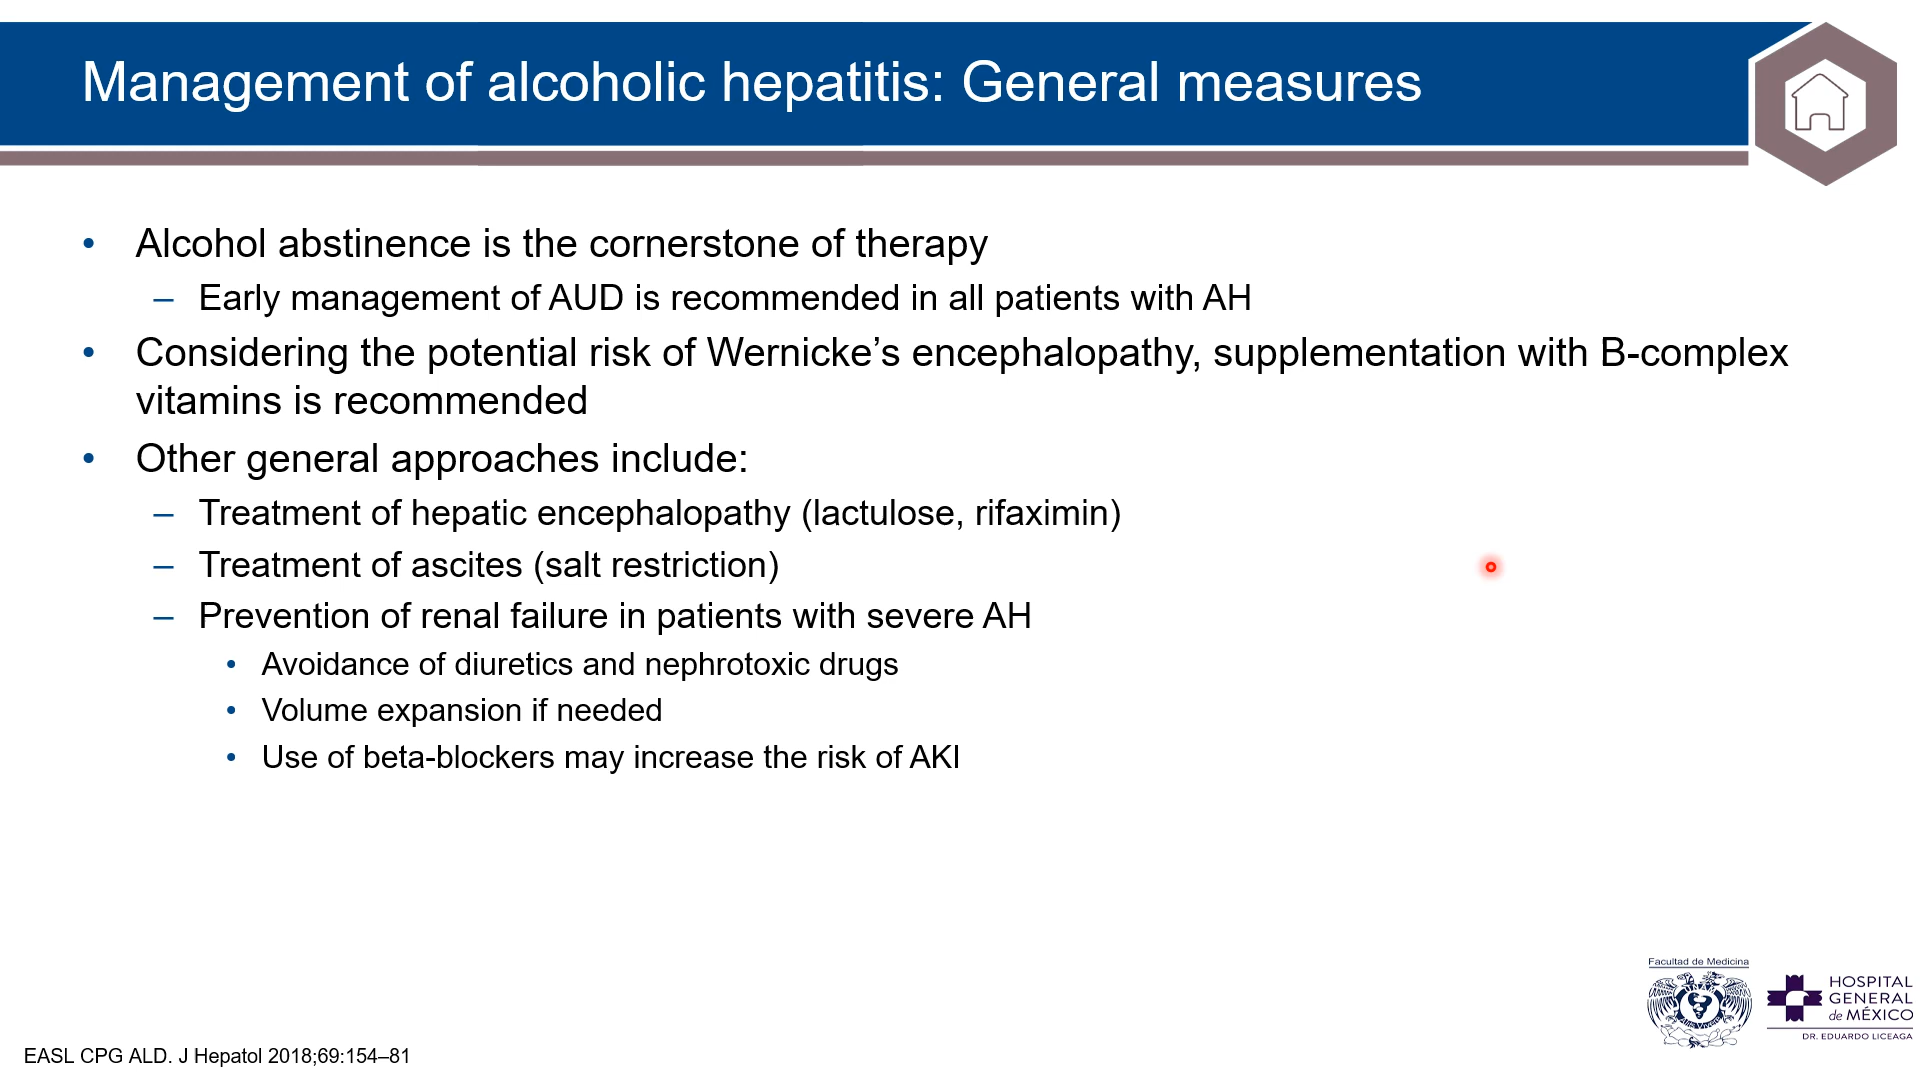 Management of alcoholic hepatitis: General measures
• Alcohol abstinence is the cornerstone of therapy
– Early management of AUD is recommended in all patients with AH
• Considering the potential risk of Wernicke’s encephalopathy, supplementation with B-complex
vitamins is recommended
• Other general approaches include:
– Treatment of hepatic encephalopathy (lactulose, rifaximin)
– Treatment of ascites (salt restriction)
– Prevention of renal failure in patients with severe AH
• Avoidance of diuretics and nephrotoxic drugs
• Volume expansion if needed
• Use of beta-blockers may increase the risk of AKI
Facultad de Medicina
HOSPITAL
GENERAL
de MÉXICO
DR. EDUARDO LICEAGA
EASL CPG ALD. J Hepatol 2018;69:154–81